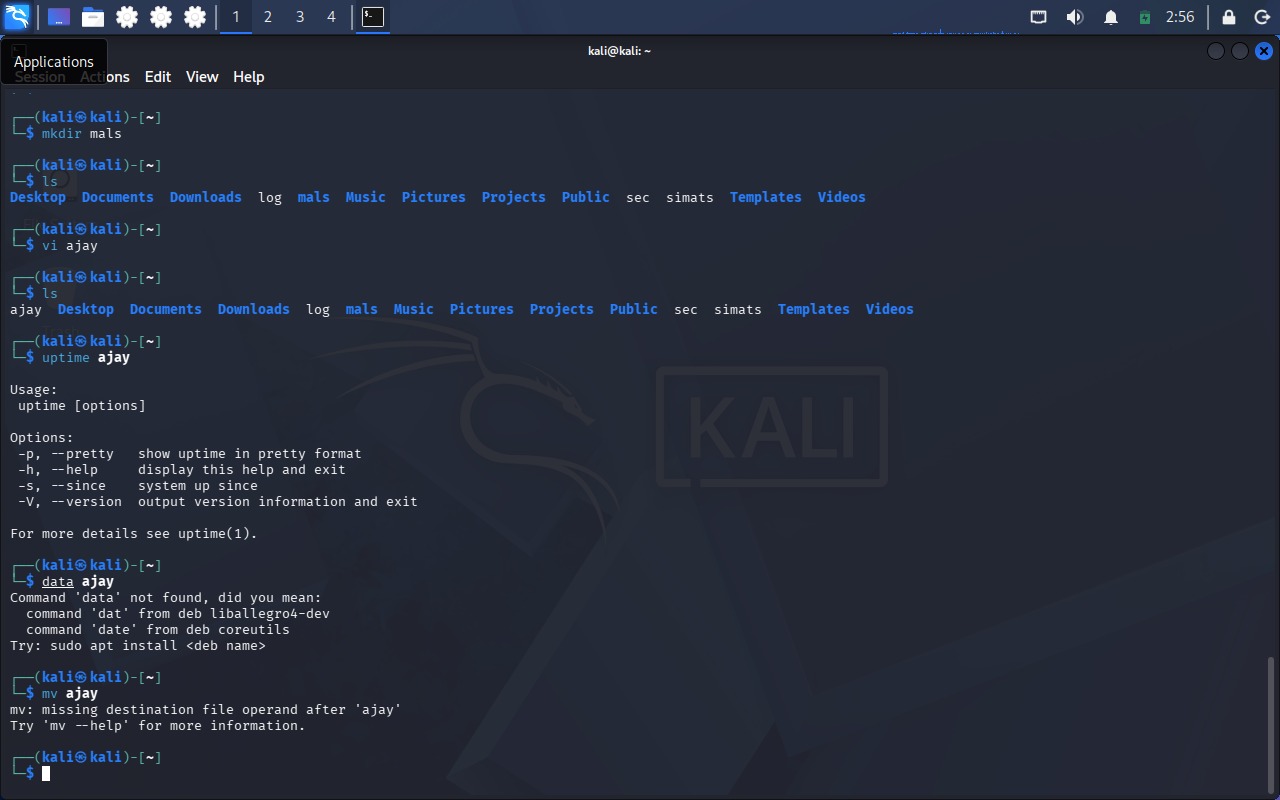 1 2 3 4 2:56
kali@kali: ~
Applications
Session Actions Edit View Help
┌──(kali㉿kali)-[~]
└─$ mkdir mals
┌──(kali㉿kali)-[~]
└─$ ls
Desktop Documents Downloads log mals Music Pictures Projects Public sec simats Templates Videos
┌──(kali㉿kali)-[~]
└─$ vi ajay
┌──(kali㉿kali)-[~]
└─$ ls
ajay Desktop Documents Downloads log mals Music Pictures Projects Public sec simats Templates Videos
┌──(kali㉿kali)-[~]
└─$ uptime ajay
Usage:
uptime [options]
Options:
-p, --pretty show uptime in pretty format
-h, --help display this help and exit
-s, --since system up since
-V, --version output version information and exit
For more details see uptime(1).
┌──(kali㉿kali)-[~]
└─$ data ajay
Command 'data' not found, did you mean:
command 'dat' from deb liballegro4-dev
command 'date' from deb coreutils
Try: sudo apt install <deb name>
┌──(kali㉿kali)-[~]
└─$ mv ajay
mv: missing destination file operand after 'ajay'
Try 'mv --help' for more information.
┌──(kali㉿kali)-[~]
└─$
KALI